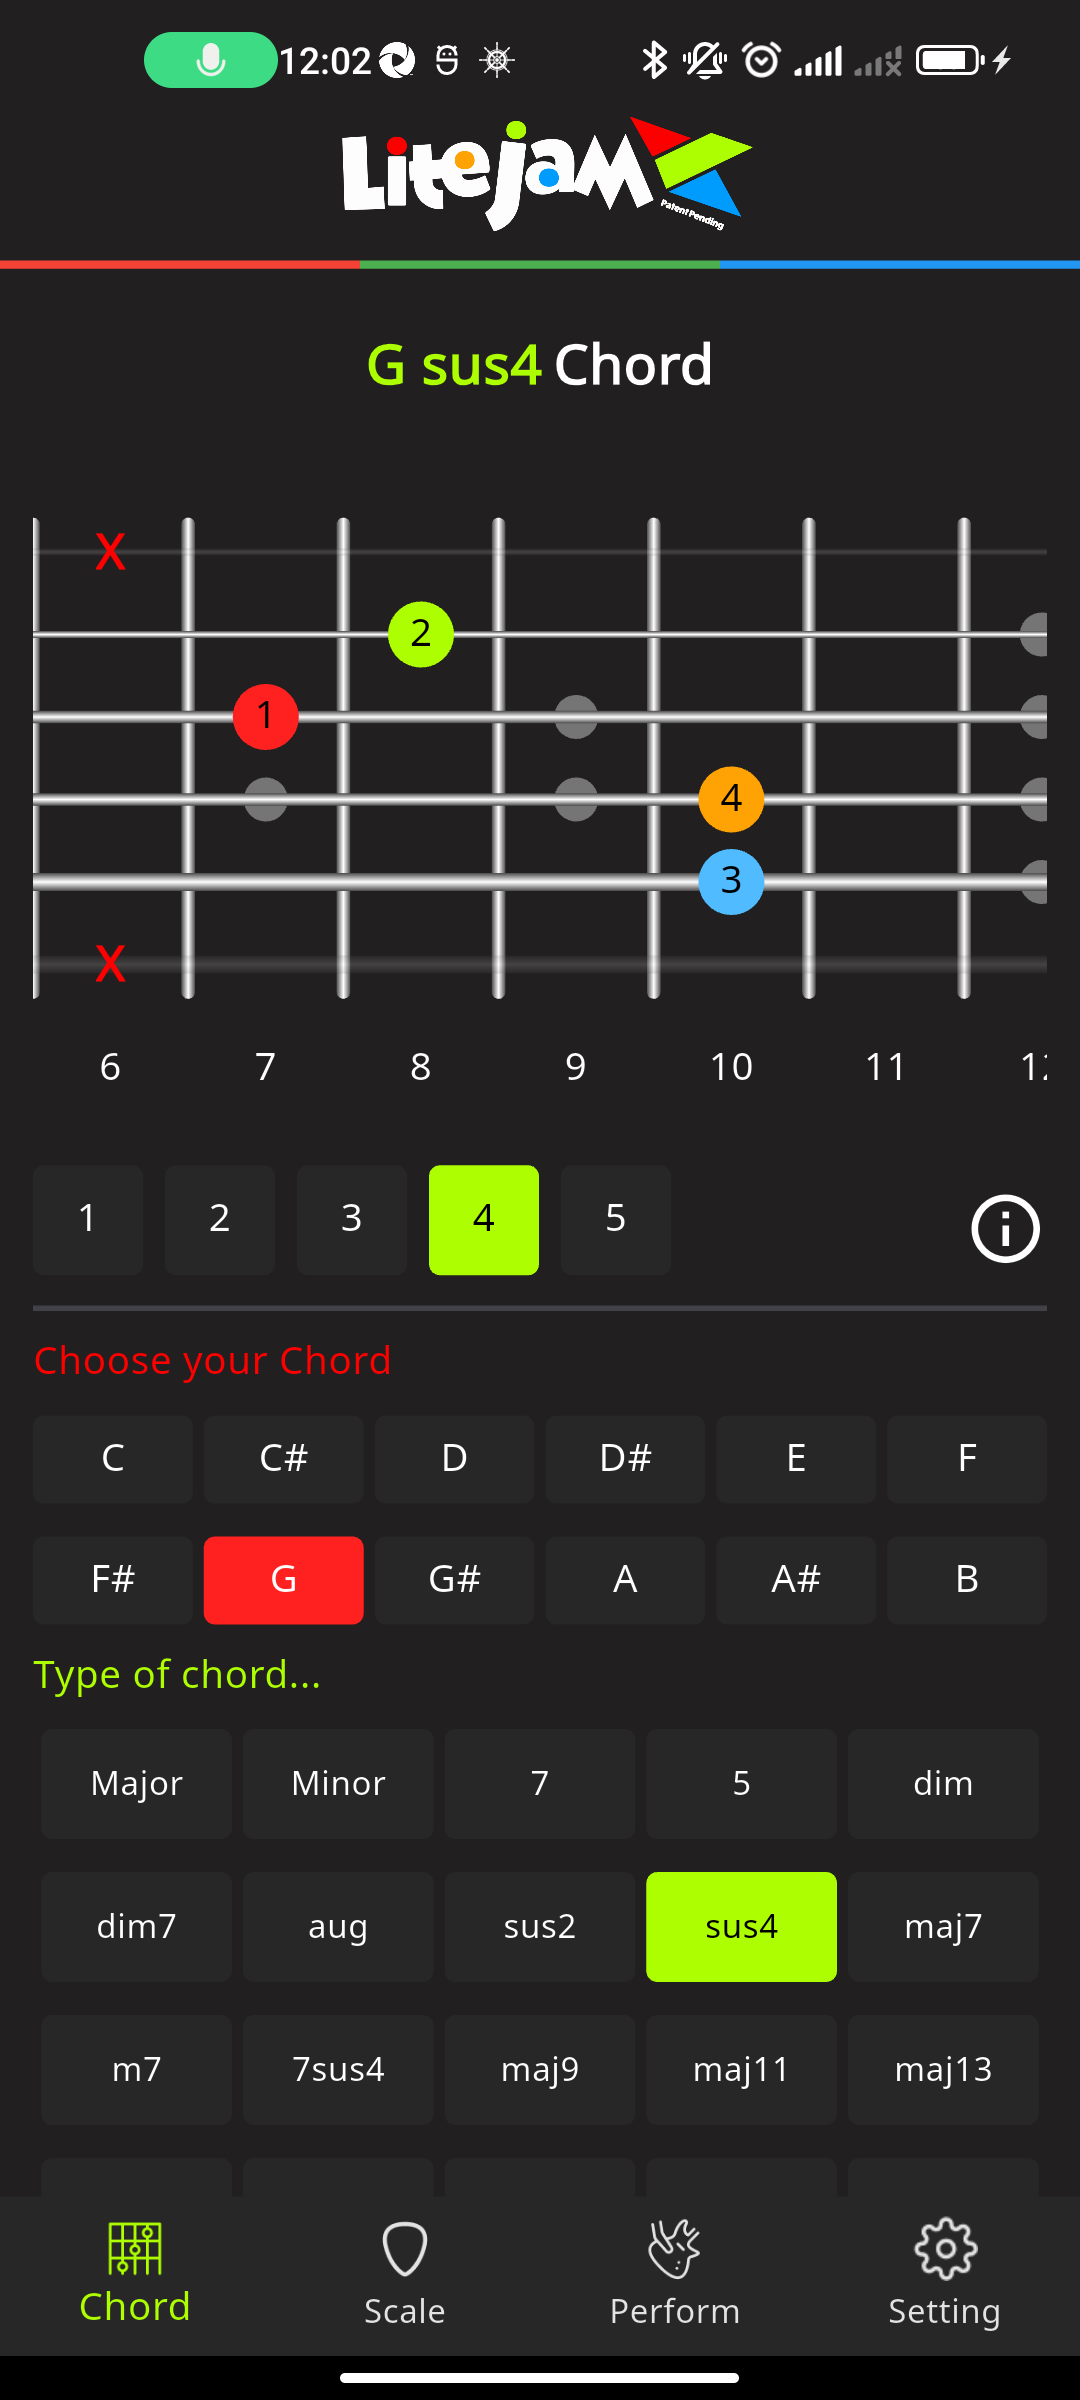 12:02
Litejam
Patent Pending
G sus4 Chord
X
2
1
4
3
X
6 7 8 9 10 11
1 2 3 4 5
Choose your Chord
C C# D D# E F
F# G G# A A# B
Type of chord...
Major Minor 7 5 dim
dim7 aug sus2 sus4 maj7
m7 7sus4 maj9 maj11 maj13
Chord Scale Perform Setting